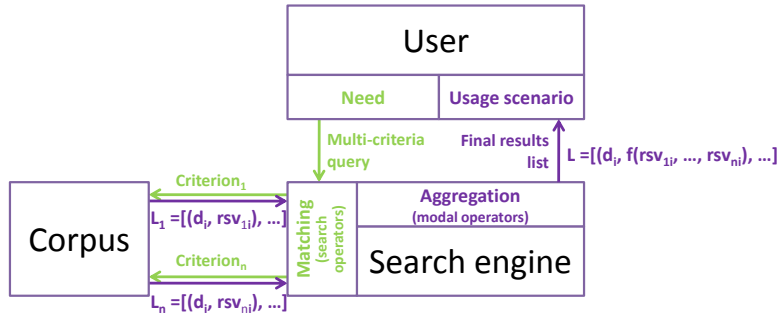 User
Need
Usage scenario
Multi-criteria
query
Final results
list
L =[(dᵢ, f(rsv₁ᵢ, ..., rsvₙᵢ), ...]
Corpus
Criterion₁
L₁ =[(dᵢ, rsv₁ᵢ), ...]
Criterionₙ
Lₙ =[(dᵢ, rsvₙᵢ), ...]
Matching
(search
operators)
Aggregation
(modal operators)
Search engine